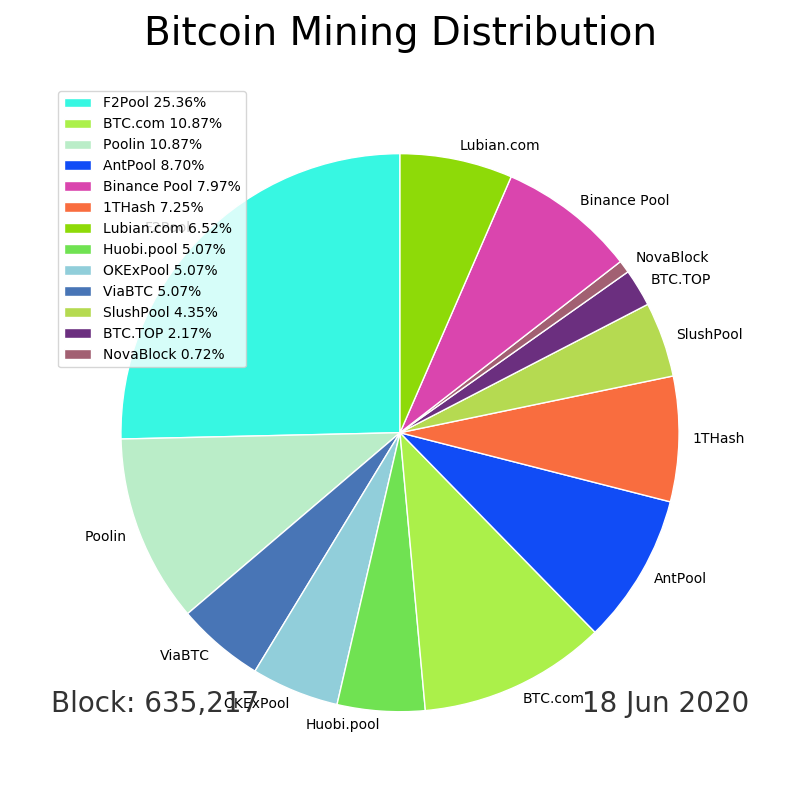 Bitcoin Mining Distribution
F2Pool 25.36%
BTC.com 10.87%
Poolin 10.87%
AntPool 8.70%
Binance Pool 7.97%
1THash 7.25%
Lubian.com 6.52%
Huobi.pool 5.07%
OKExPool 5.07%
ViaBTC 5.07%
SlushPool 4.35%
BTC.TOP 2.17%
NovaBlock 0.72%
Lubian.com
Binance Pool
NovaBlock
BTC.TOP
SlushPool
1THash
AntPool
BTC.com
Huobi.pool
OKExPool
ViaBTC
Poolin
F2Pool
Block: 635,217
18 Jun 2020